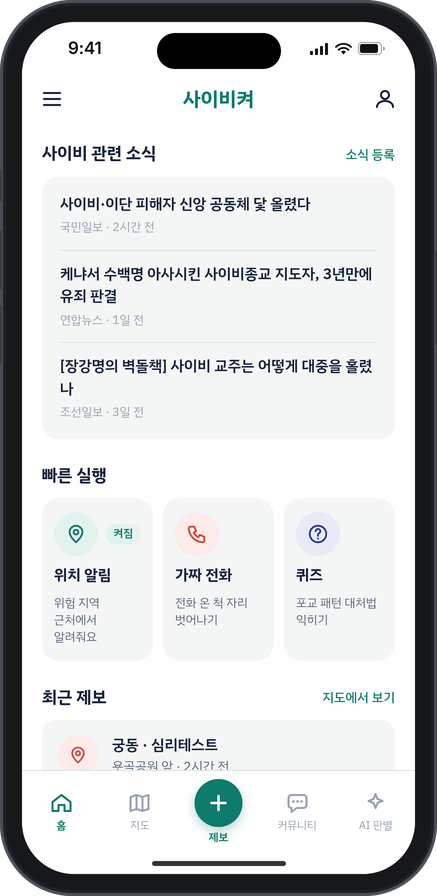 9:41
사이비켜
사이비 관련 소식
소식 등록
사이비·이단 피해자 신앙 공동체 닻 올렸다
국민일보 · 2시간 전
케냐서 수백명 아사시킨 사이비종교 지도자, 3년만에
유죄 판결
연합뉴스 · 1일 전
[장강명의 벽돌책] 사이비 교주는 어떻게 대중을 홀렸
나
조선일보 · 3일 전
빠른 실행
켜짐
위치 알림
위험 지역
근처에서
알려줘요
가짜 전화
전화 온 척 자리
벗어나기
퀴즈
포교 패턴 대처법
익히기
최근 제보
지도에서 보기
궁동 · 심리테스트
욧곡공원 앞 · 2시간 전
홈
지도
제보
커뮤니티
AI 판별